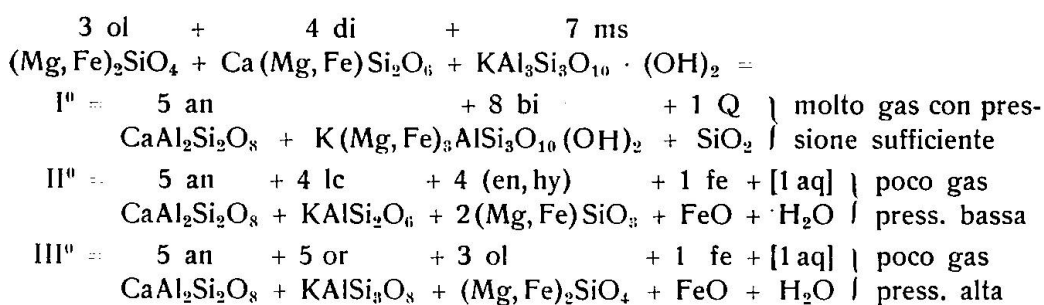 3 ol + 4 di + 7 ms
(Mg, Fe)₂SiO₄ + Ca(Mg, Fe)Si₂O₆ + KAl₃Si₃O₁₀ · (OH)₂ =
I⁰ = 5 an + 8 bi + 1 Q } molto gas con pres-
CaAl₂Si₂O₈ + K(Mg, Fe)₃AlSi₃O₁₀(OH)₂ + SiO₂ } sione sufficiente
II⁰ = 5 an + 4 lc + 4 (en, hy) + 1 fe + [1 aq] } poco gas
CaAl₂Si₂O₈ + KAlSi₂O₆ + 2(Mg, Fe)SiO₃ + FeO + H₂O } press. bassa
III⁰ = 5 an + 5 or + 3 ol + 1 fe + [1 aq] } poco gas
CaAl₂Si₂O₈ + KAlSi₃O₈ + (Mg, Fe)₂SiO₄ + FeO + H₂O } press. alta